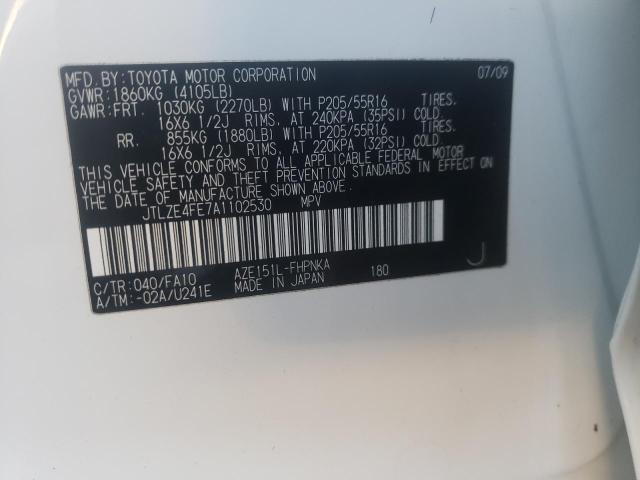 MFD.BY:TOYOTA MOTOR CORPORATION 07/09
GVWR:1860KG (4105LB)
GAWR:FRT. 1030KG (2270LB) WITH P205/55R16 TIRES.
16X6 1/2J RIMS. AT 240KPA (35PSI) COLD.
RR. 855KG (1880LB) WITH P205/55R16 TIRES.
16X6 1/2J RIMS. AT 220KPA (32PSI) COLD.
THIS VEHICLE CONFORMS TO ALL APPLICABLE FEDERAL MOTOR
VEHICLE SAFETY AND THEFT PREVENTION STANDARDS IN EFFECT ON
THE DATE OF MANUFACTURE SHOWN ABOVE.
JTLZE4FE7A1102530 MPV
C/TR:040/FA10 AZE151L-FHPNKA 180 J
A/TM:-02A/U241E MADE IN JAPAN